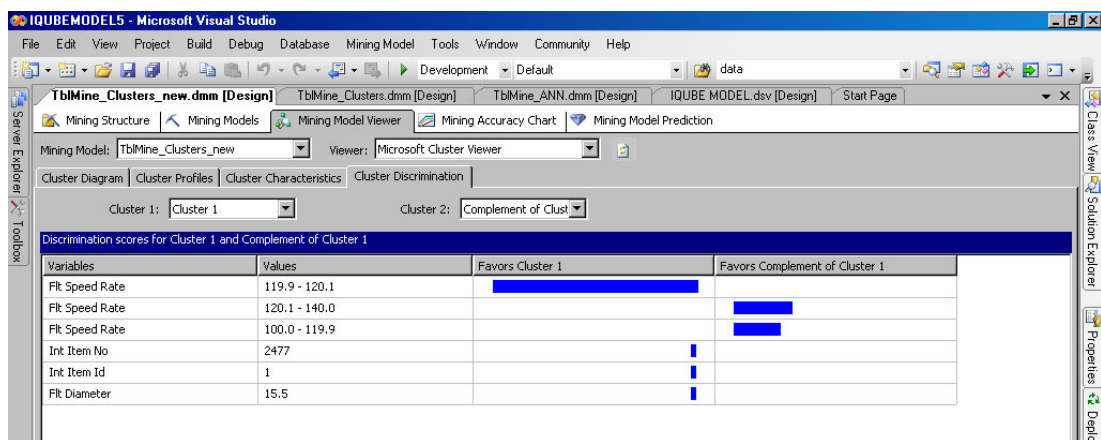 IQUBEMODEL5 - Microsoft Visual Studio
File Edit View Project Build Debug Database Mining Model Tools Window Community Help
Development Default data
TblMine_Clusters_new.dmm [Design] TblMine_Clusters.dmm [Design] TblMine_ANN.dmm [Design] IQUBE MODEL.dsv [Design] Start Page
Mining Structure Mining Models Mining Model Viewer Mining Accuracy Chart Mining Model Prediction
Mining Model: TblMine_Clusters_new Viewer: Microsoft Cluster Viewer
Cluster Diagram Cluster Profiles Cluster Characteristics Cluster Discrimination
Cluster 1: Cluster 1 Cluster 2: Complement of Clust
Discrimination scores for Cluster 1 and Complement of Cluster 1
Variables Values Favors Cluster 1 Favors Complement of Cluster 1
Flt Speed Rate 119.9 - 120.1
Flt Speed Rate 120.1 - 140.0
Flt Speed Rate 100.0 - 119.9
Int Item No 2477
Int Item Id 1
Flt Diameter 15.5
Server Explorer
Toolbox
Class View
Solution Explorer
Properties
Deplo